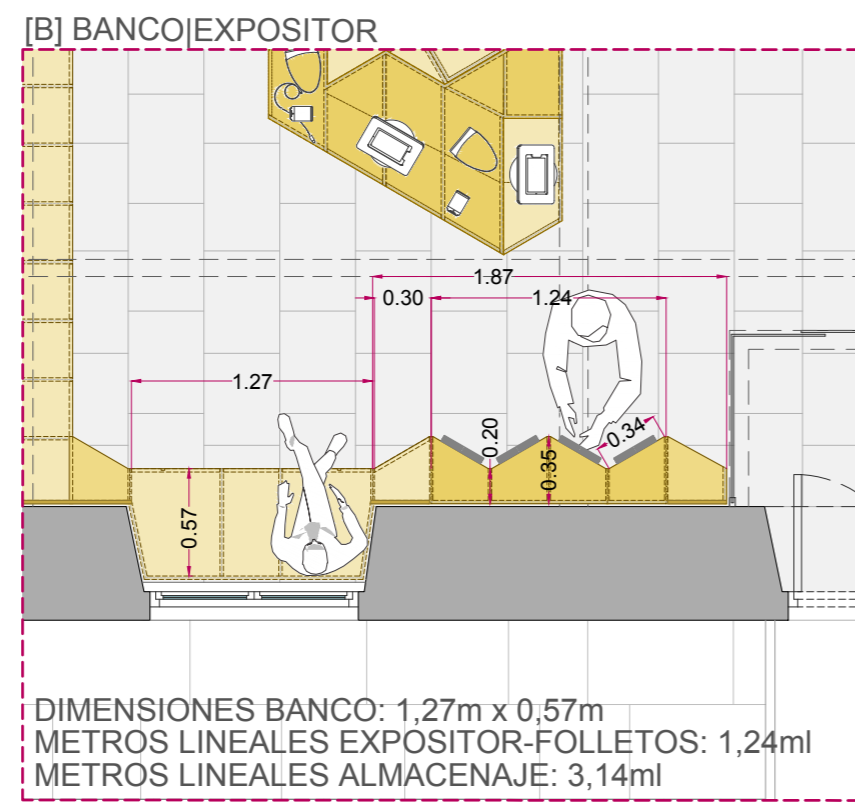 [B] BANCO|EXPOSITOR
1.87
0.30
1.24
1.27
0.34
0.20
0.35
0.57
DIMENSIONES BANCO: 1,27m x 0,57m
METROS LINEALES EXPOSITOR-FOLLETOS: 1,24ml
METROS LINEALES ALMACENAJE: 3,14ml